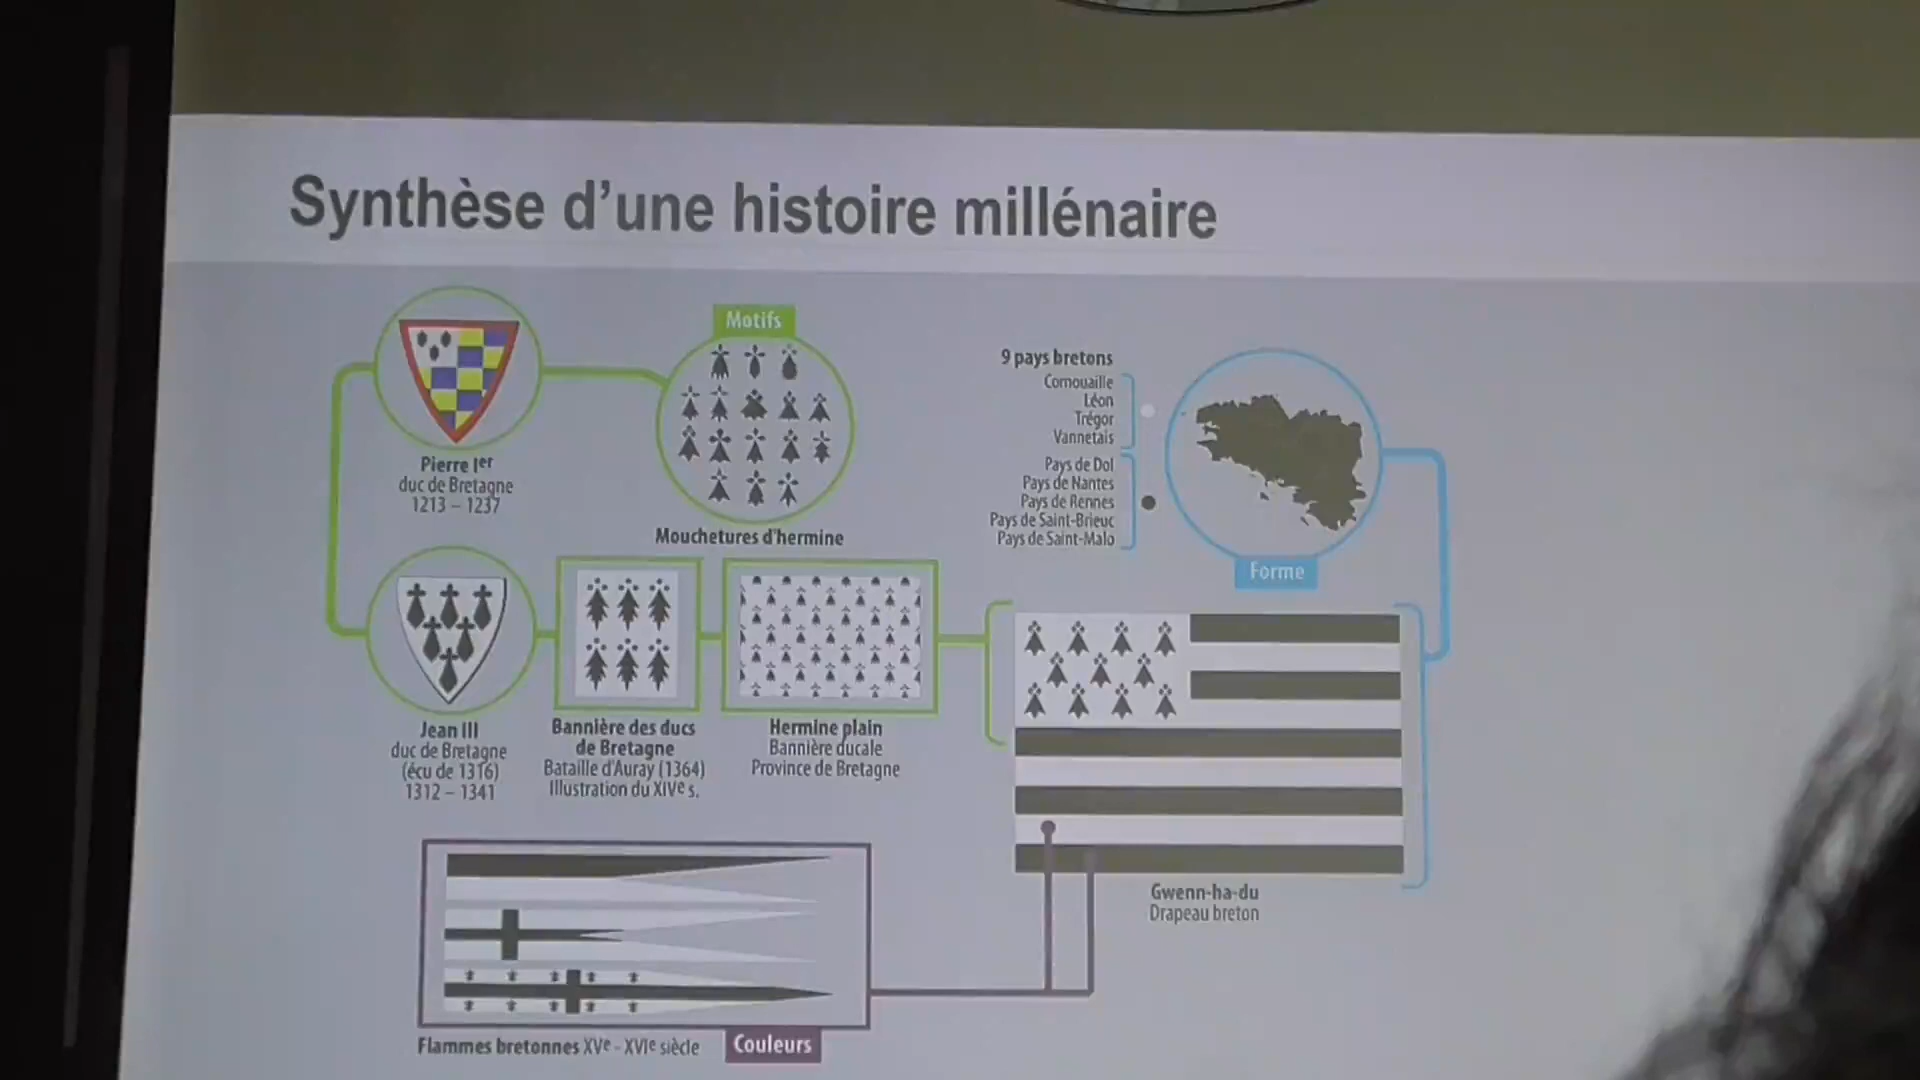 Synthèse d'une histoire millénaire
Motifs
Pierre Ier
duc de Bretagne
1213 – 1237
Mouchetures d'hermine
9 pays bretons
Cornouaille
Léon
Trégor
Vannetais
Pays de Dol
Pays de Nantes
Pays de Rennes
Pays de Saint-Brieuc
Pays de Saint-Malo
Forme
Jean III
duc de Bretagne
(écu de 1316)
1312 – 1341
Bannière des ducs
de Bretagne
Bataille d'Auray (1364)
Illustration du XIVe s.
Hermine plain
Bannière ducale
Province de Bretagne
Gwenn-ha-du
Drapeau breton
Flammes bretonnes XVe - XVIe siècle
Couleurs